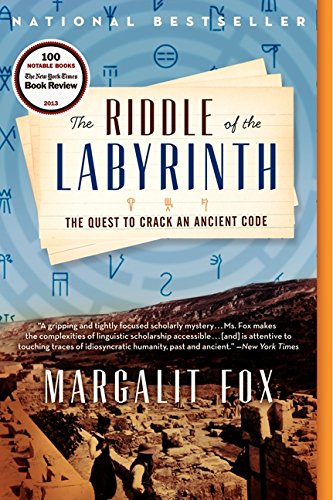 NATIONAL BESTSELLER
100
NOTABLE BOOKS
The New York Times
Book Review
2013
The RIDDLE of the
LABYRINTH
THE QUEST TO CRACK AN ANCIENT CODE
"A gripping and tightly focused scholarly mystery...Ms. Fox makes
the complexities of linguistic scholarship accessible...[and] is attentive to
touching traces of idiosyncratic humanity, past and ancient." —New York Times
MARGALIT FOX